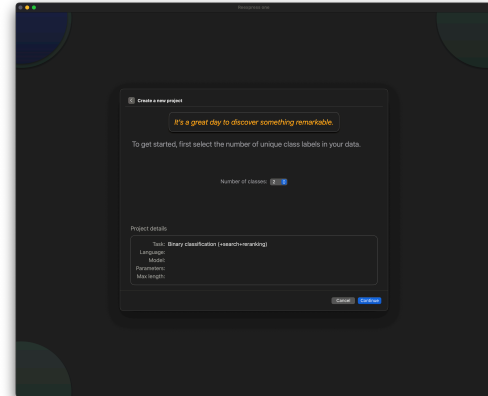 Reexpress one
Create a new project
It's a great day to discover something remarkable.
To get started, first select the number of unique class labels in your data.
Number of classes: 2
Project details
Task: Binary classification (+search+reranking)
Language:
Model:
Parameters:
Max length:
Cancel Continue